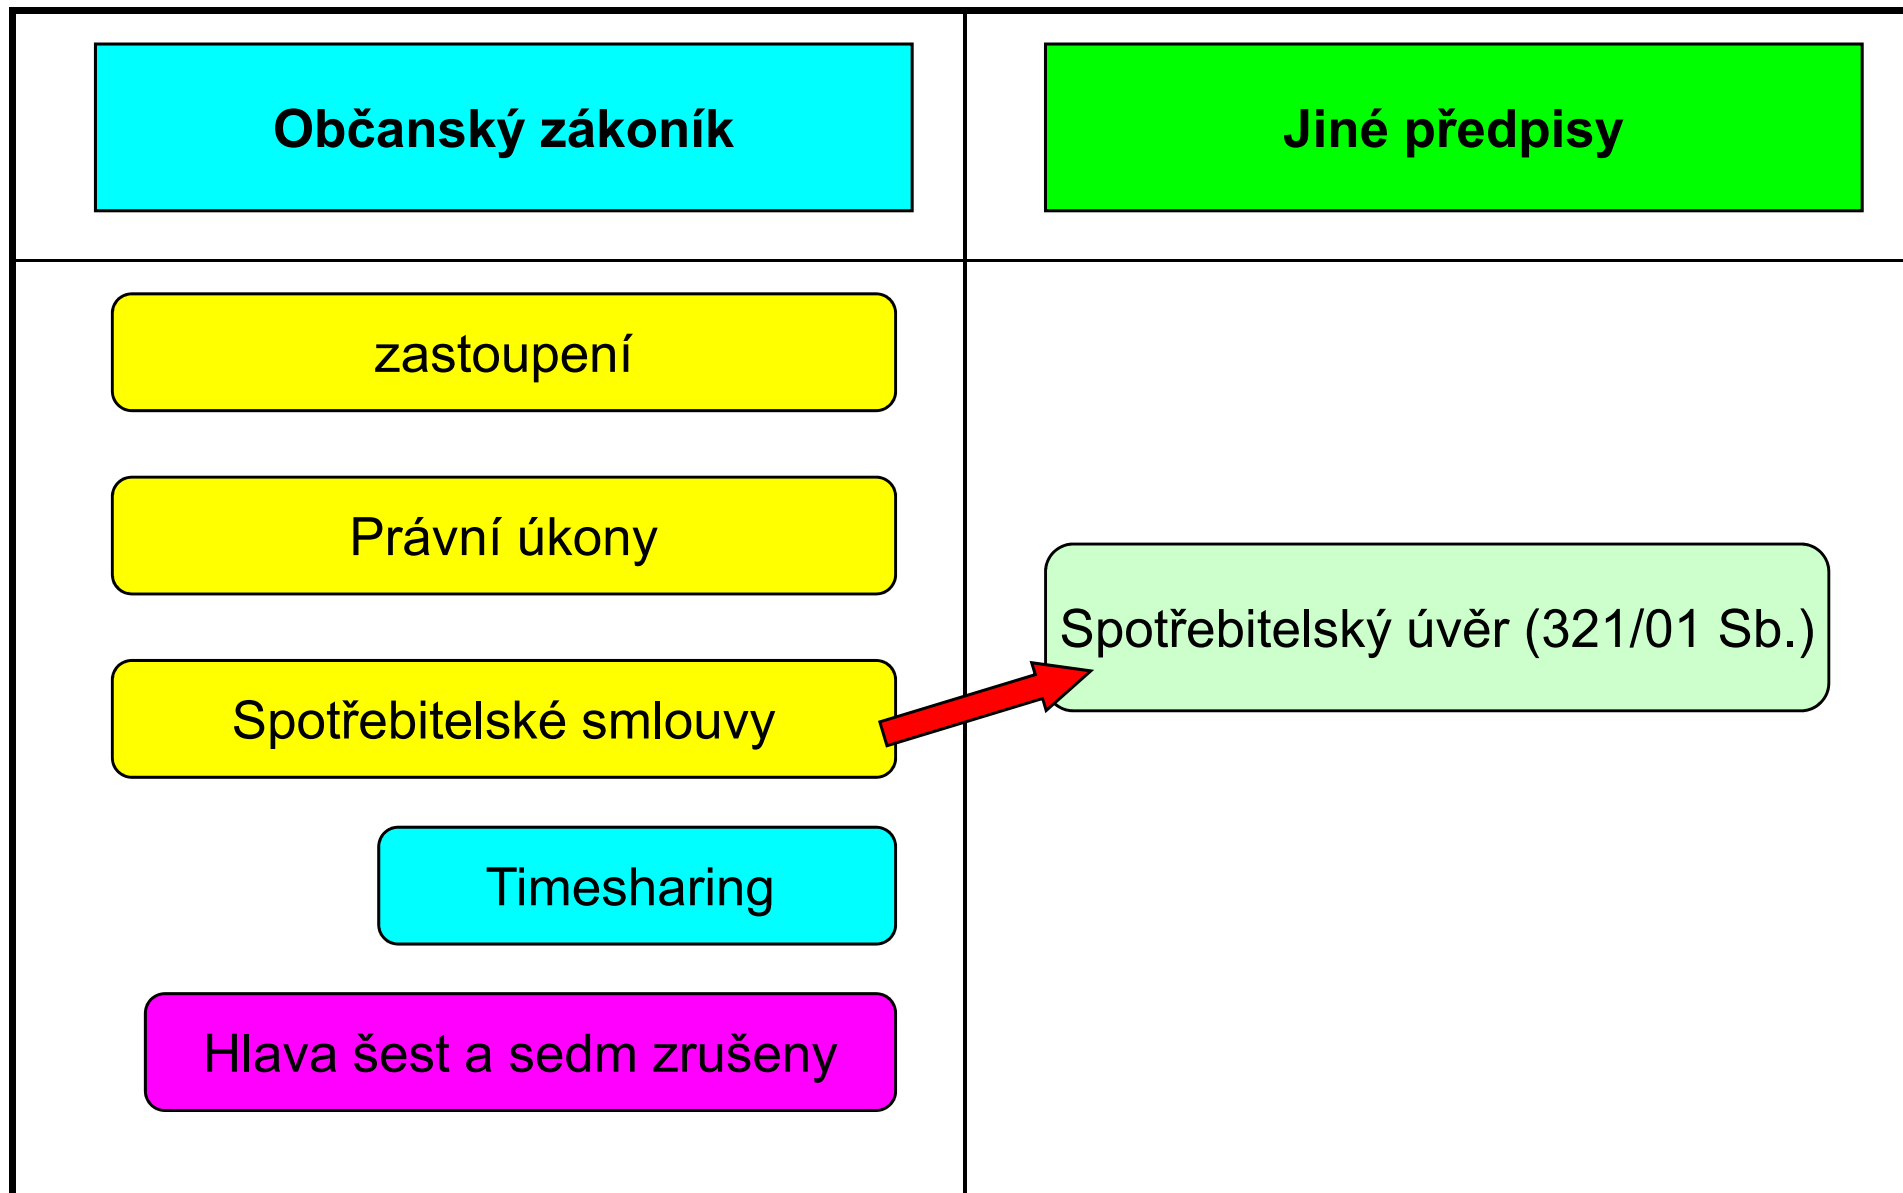 Občanský zákoník
Jiné předpisy
zastoupení
Právní úkony
Spotřebitelský úvěr (321/01 Sb.)
Spotřebitelské smlouvy
Timesharing
Hlava šest a sedm zrušeny